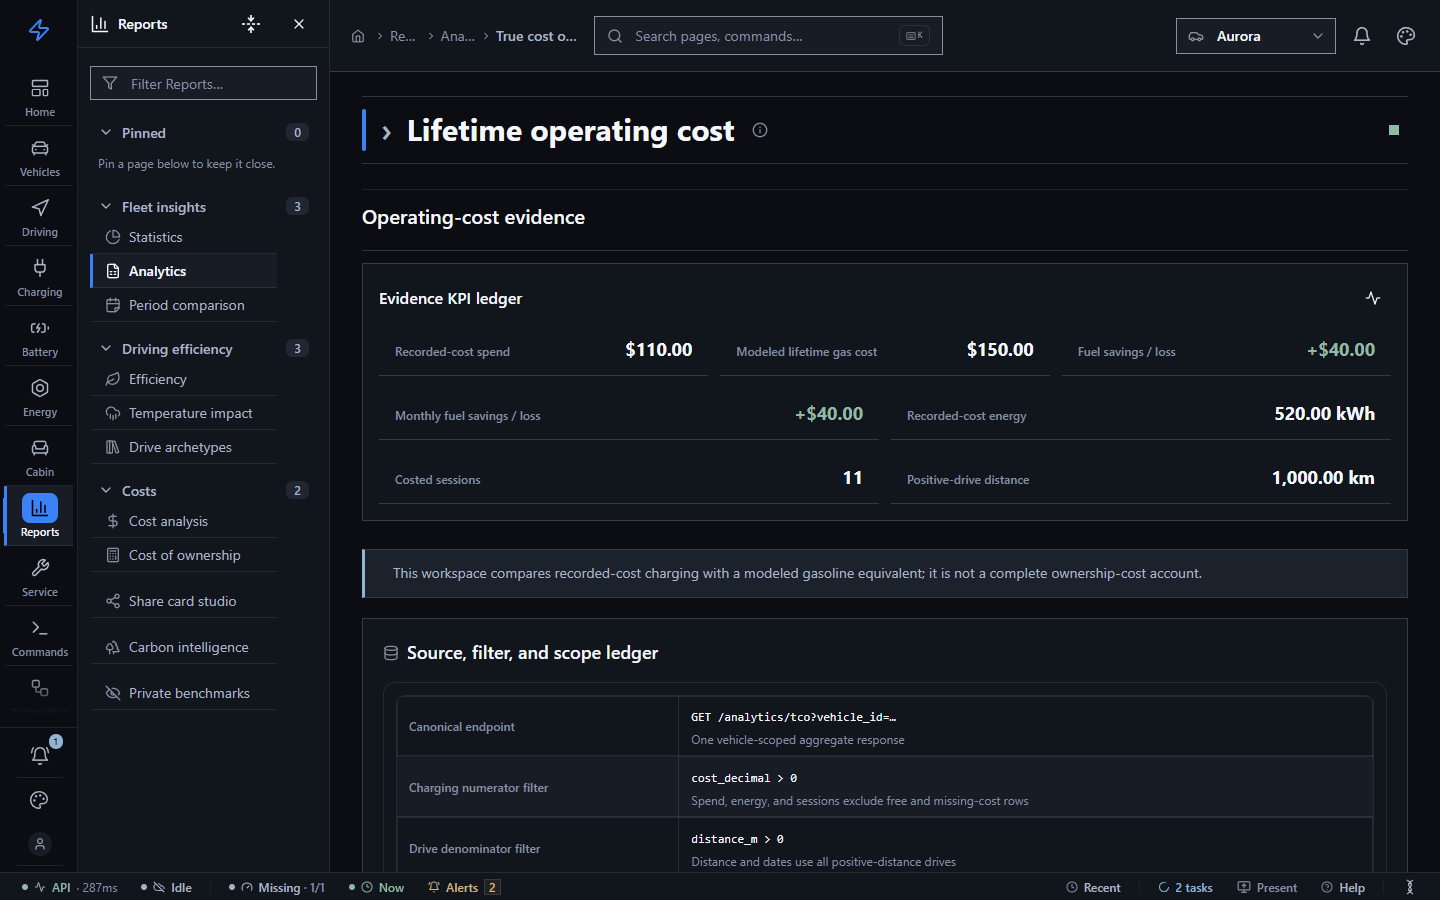 Reports
Re...
Ana...
True cost o...
Search pages, commands...
K
Aurora
Home
Vehicles
Driving
Charging
Battery
Energy
Cabin
Reports
Service
Commands
1
Filter Reports...
Pinned
0
Pin a page below to keep it close.
Fleet insights
3
Statistics
Analytics
Period comparison
Driving efficiency
3
Efficiency
Temperature impact
Drive archetypes
Costs
2
Cost analysis
Cost of ownership
Share card studio
Carbon intelligence
Private benchmarks
Lifetime operating cost
Operating-cost evidence
Evidence KPI ledger
Recorded-cost spend
$110.00
Modeled lifetime gas cost
$150.00
Fuel savings / loss
+$40.00
Monthly fuel savings / loss
+$40.00
Recorded-cost energy
520.00 kWh
Costed sessions
11
Positive-drive distance
1,000.00 km
This workspace compares recorded-cost charging with a modeled gasoline equivalent; it is not a complete ownership-cost account.
Source, filter, and scope ledger
Canonical endpoint
GET /analytics/tco?vehicle_id=…
One vehicle-scoped aggregate response
Charging numerator filter
cost_decimal > 0
Spend, energy, and sessions exclude free and missing-cost rows
Drive denominator filter
distance_m > 0
Distance and dates use all positive-distance drives
API · 287ms
Idle
Missing · 1/1
Now
Alerts 2
Recent
2 tasks
Present
Help